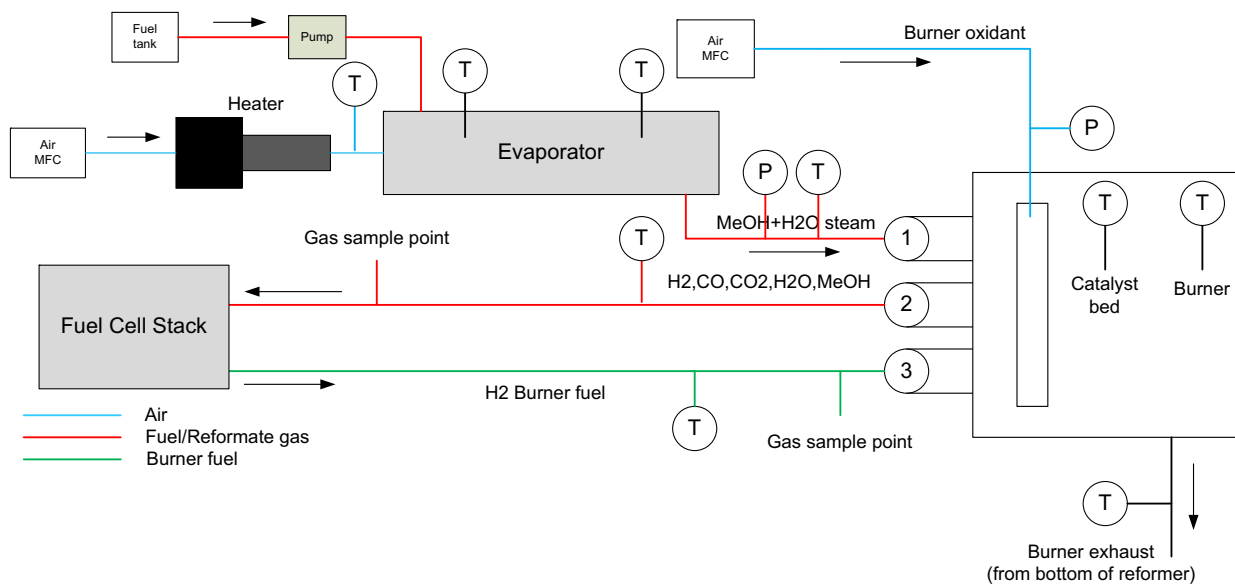 Fuel
tank
Pump
Air
MFC
Burner oxidant
T
T
T
Heater
P
Air
MFC
Evaporator
P
T
T
T
MeOH+H2O steam
1
Gas sample point
T
H2,CO,CO2,H2O,MeOH
Catalyst
bed
Burner
2
Fuel Cell Stack
3
H2 Burner fuel
Air
Fuel/Reformate gas
Burner fuel
T
Gas sample point
T
Burner exhaust
(from bottom of reformer)